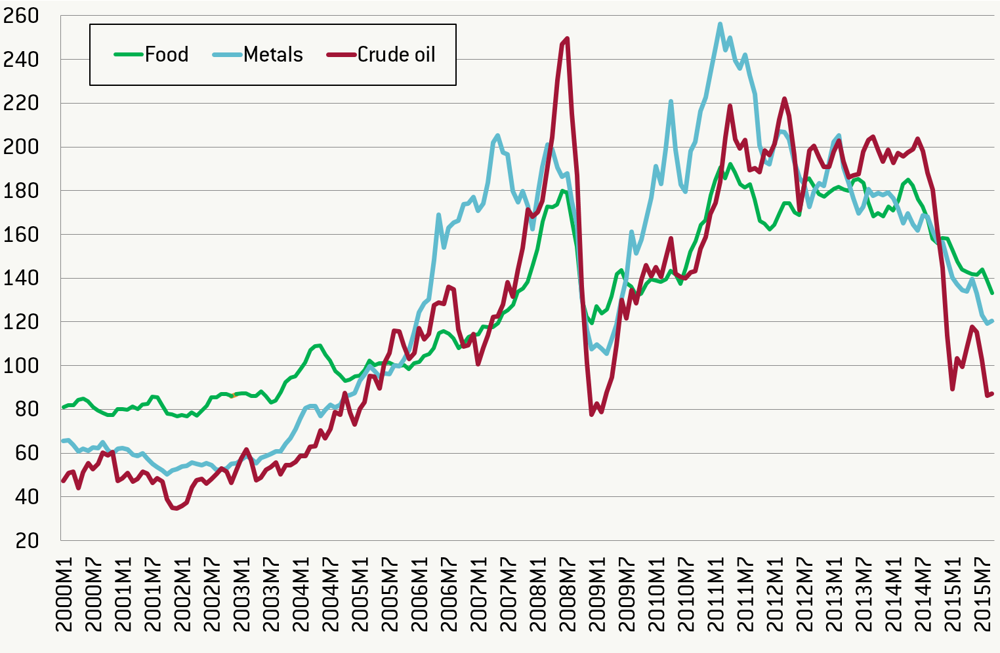 260
240
220
200
180
160
140
120
100
80
60
40
20
Food Metals Crude oil
2000M1
2000M7
2001M1
2001M7
2002M1
2002M7
2003M1
2003M7
2004M1
2004M7
2005M1
2005M7
2006M1
2006M7
2007M1
2007M7
2008M1
2008M7
2009M1
2009M7
2010M1
2010M7
2011M1
2011M7
2012M1
2012M7
2013M1
2013M7
2014M1
2014M7
2015M1
2015M7